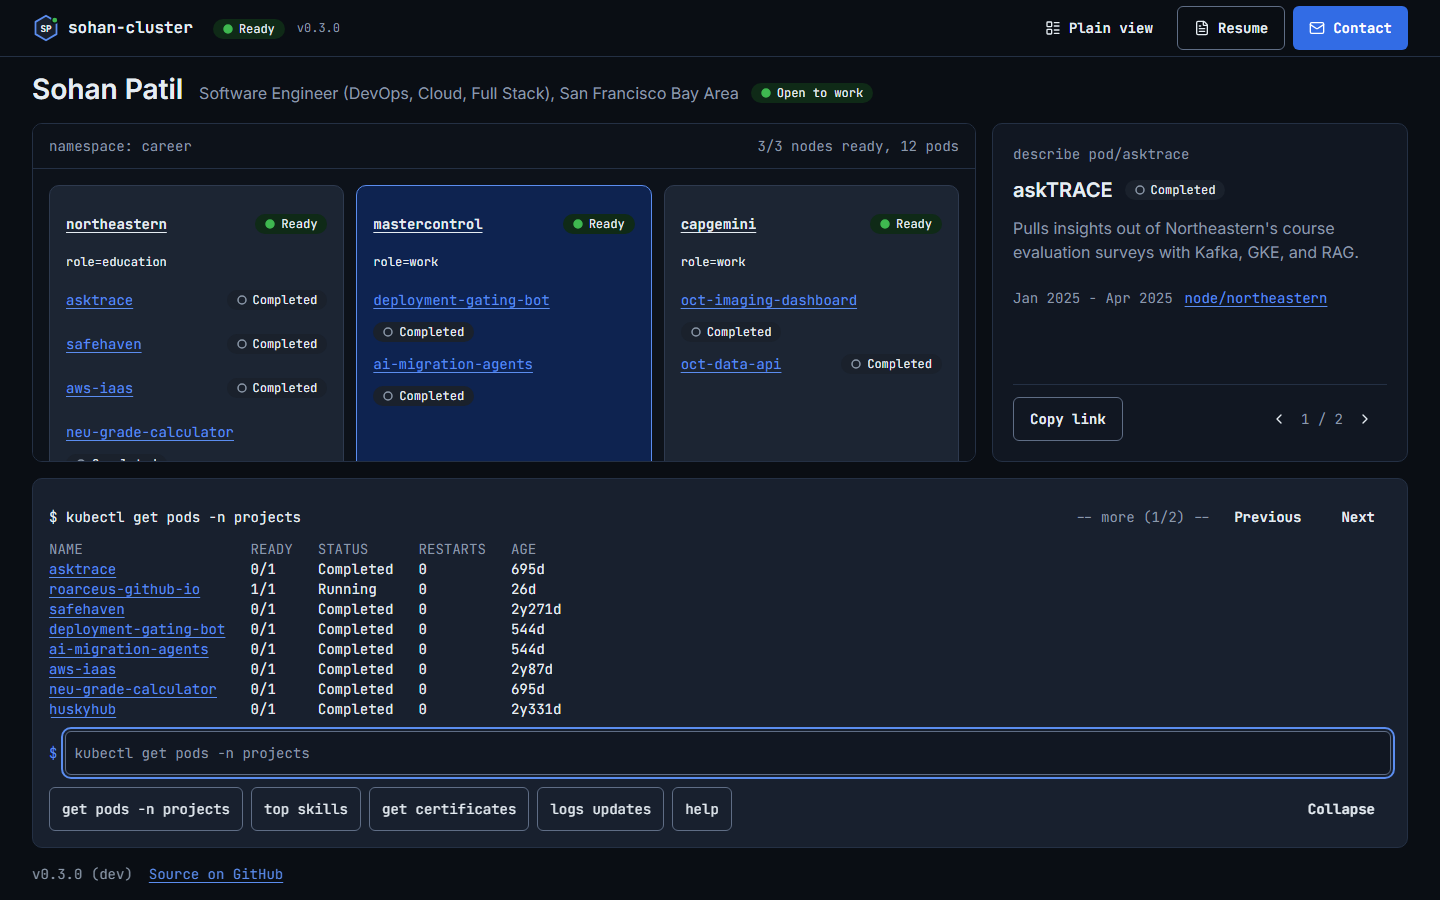 SP sohan-cluster Ready v0.3.0 Plain view Resume Contact
Sohan Patil Software Engineer (DevOps, Cloud, Full Stack), San Francisco Bay Area Open to work
namespace: career 3/3 nodes ready, 12 pods
northeastern Ready
role=education
asktrace Completed
safehaven Completed
aws-iaas Completed
neu-grade-calculator
mastercontrol Ready
role=work
deployment-gating-bot
Completed
ai-migration-agents
Completed
capgemini Ready
role=work
oct-imaging-dashboard
Completed
oct-data-api Completed
describe pod/asktrace
askTRACE Completed
Pulls insights out of Northeastern's course
evaluation surveys with Kafka, GKE, and RAG.
Jan 2025 - Apr 2025 node/northeastern
Copy link 1 / 2
$ kubectl get pods -n projects -- more (1/2) -- Previous Next
NAME READY STATUS RESTARTS AGE
asktrace 0/1 Completed 0 695d
roarceus-github-io 1/1 Running 0 26d
safehaven 0/1 Completed 0 2y271d
deployment-gating-bot 0/1 Completed 0 544d
ai-migration-agents 0/1 Completed 0 544d
aws-iaas 0/1 Completed 0 2y87d
neu-grade-calculator 0/1 Completed 0 695d
huskyhub 0/1 Completed 0 2y331d
$ kubectl get pods -n projects
get pods -n projects top skills get certificates logs updates help Collapse
v0.3.0 (dev) Source on GitHub